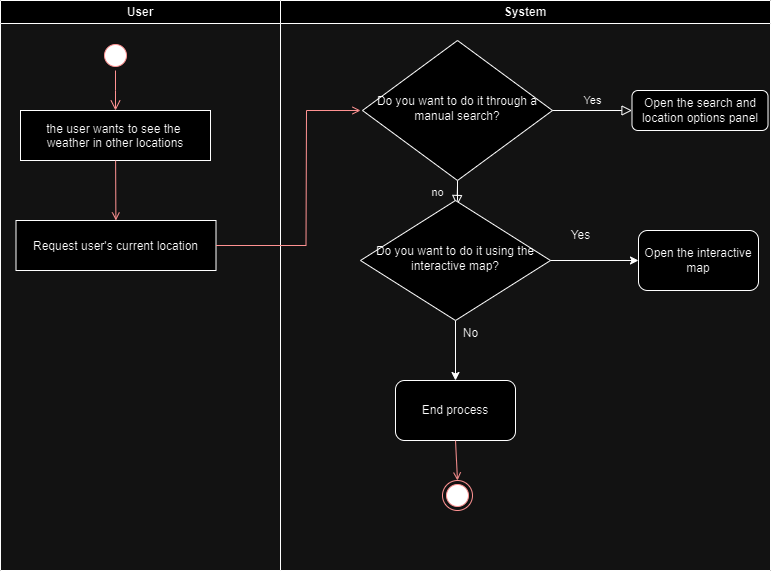 User
System
the user wants to see the
weather in other locations
Request user's current location
Do you want to do it through a
manual search?
Yes
Open the search and
location options panel
no
Do you want to do it using the
interactive map?
Yes
Open the interactive
map
No
End process